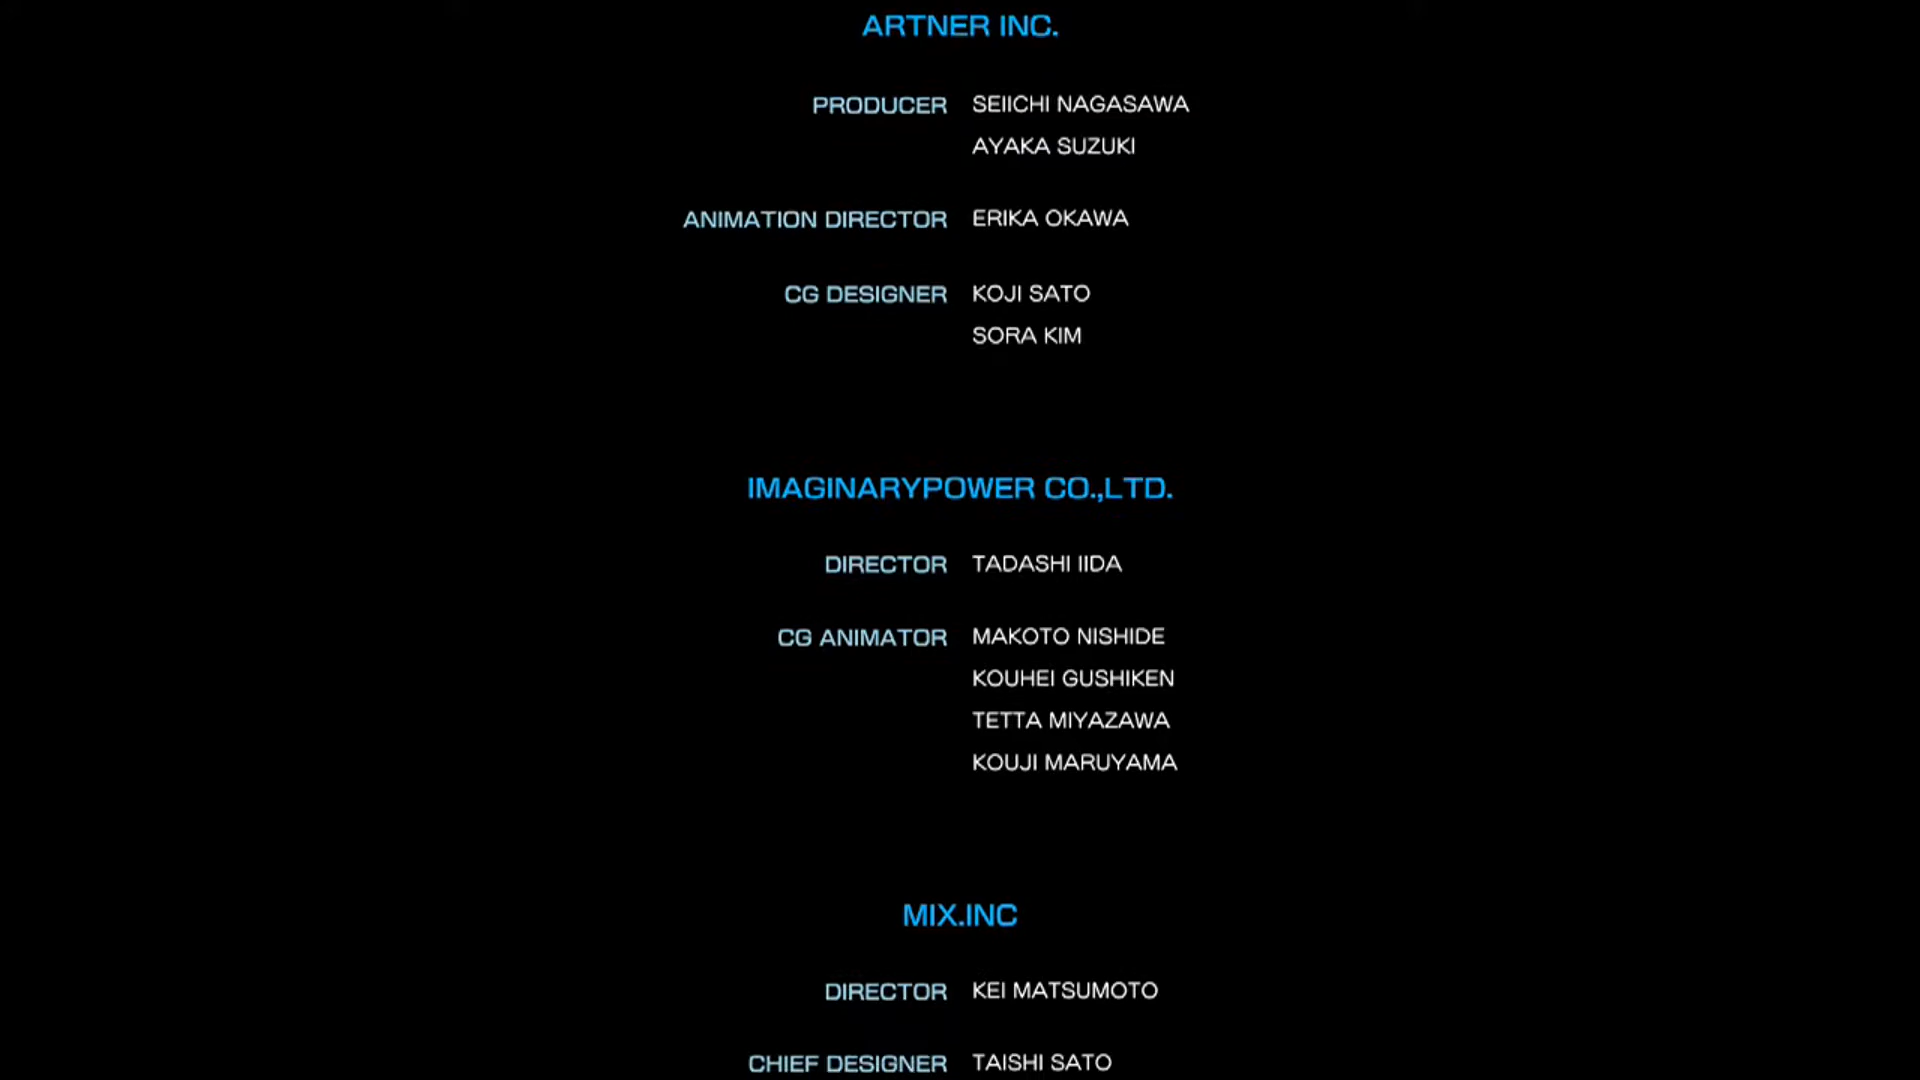 ARTNER INC.
PRODUCER SEIICHI NAGASAWA
AYAKA SUZUKI
ANIMATION DIRECTOR ERIKA OKAWA
CG DESIGNER KOJI SATO
SORA KIM
IMAGINARYPOWER CO.,LTD.
DIRECTOR TADASHI IIDA
CG ANIMATOR MAKOTO NISHIDE
KOUHEI GUSHIKEN
TETTA MIYAZAWA
KOUJI MARUYAMA
MIX.INC
DIRECTOR KEI MATSUMOTO
CHIEF DESIGNER TAISHI SATO